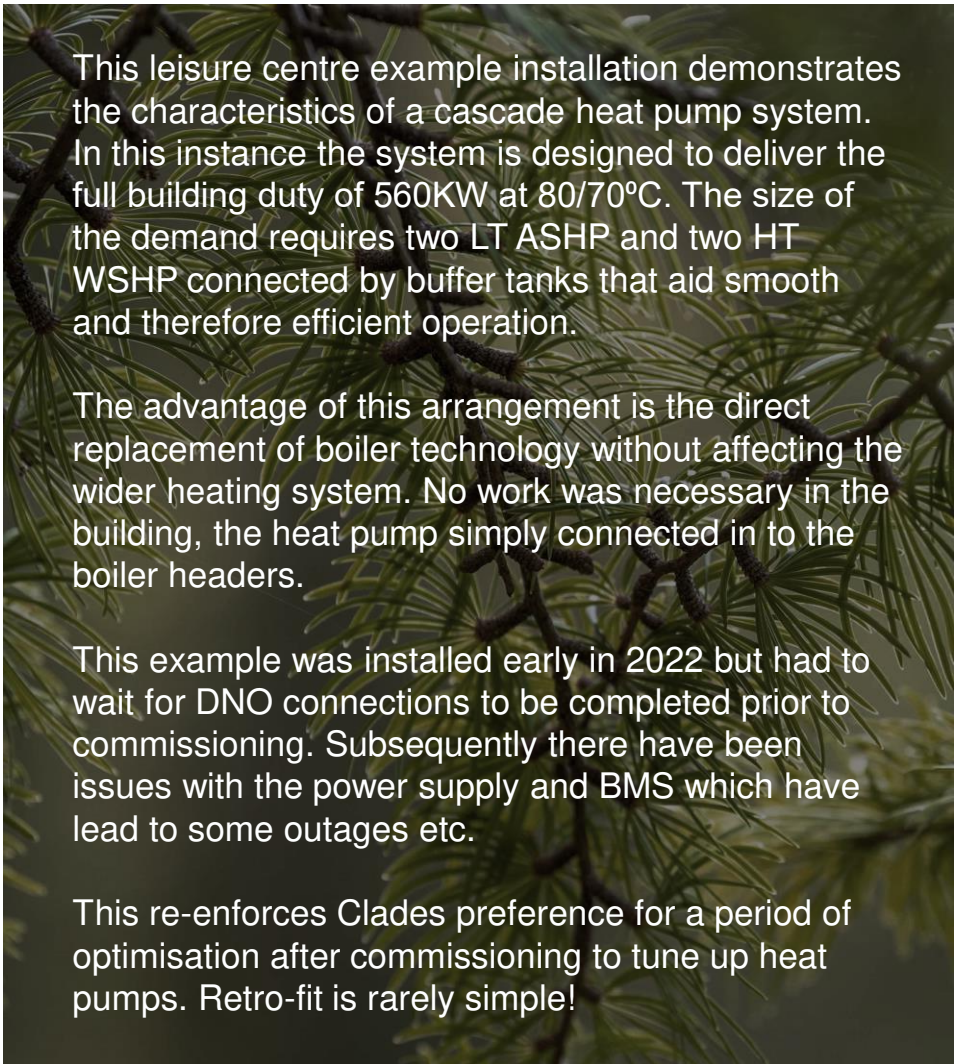 This leisure centre example installation demonstrates
the characteristics of a cascade heat pump system.
In this instance the system is designed to deliver the
full building duty of 560KW at 80/70ºC. The size of
the demand requires two LT ASHP and two HT
WSHP connected by buffer tanks that aid smooth
and therefore efficient operation.
The advantage of this arrangement is the direct
replacement of boiler technology without affecting the
wider heating system. No work was necessary in the
building, the heat pump simply connected in to the
boiler headers.
This example was installed early in 2022 but had to
wait for DNO connections to be completed prior to
commissioning. Subsequently there have been
issues with the power supply and BMS which have
lead to some outages etc.
This re-enforces Clades preference for a period of
optimisation after commissioning to tune up heat
pumps. Retro-fit is rarely simple!